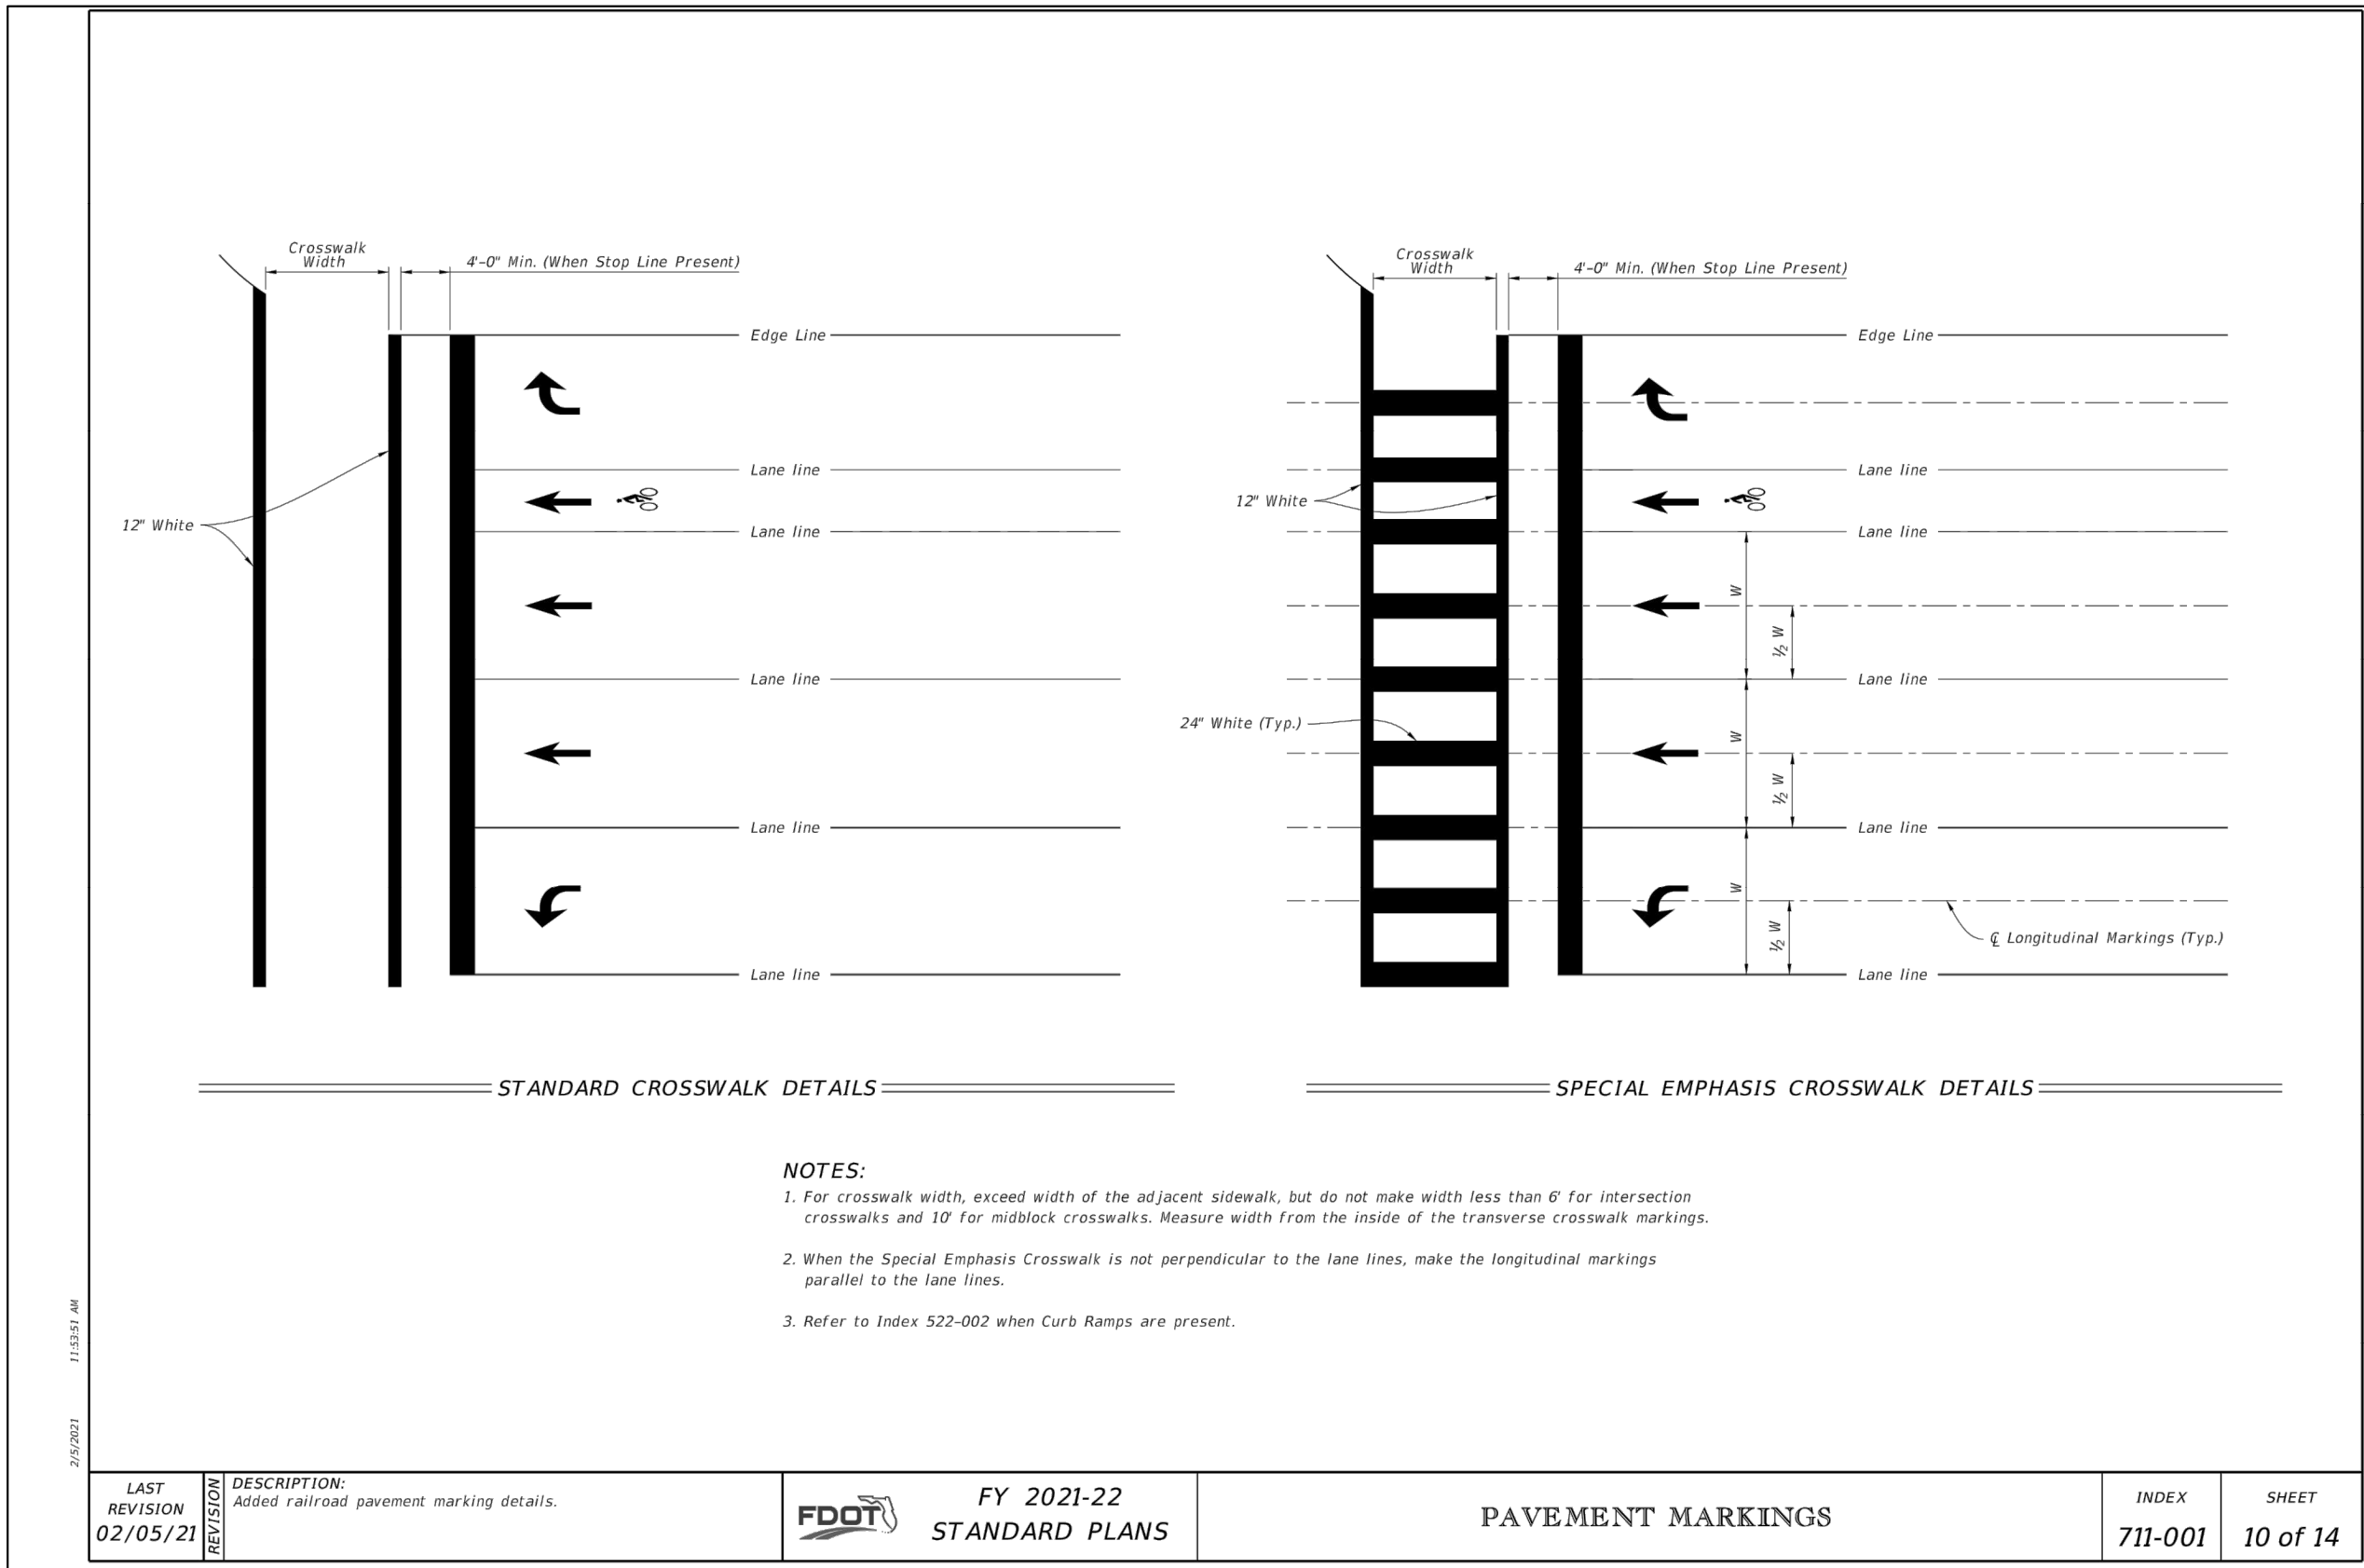 Crosswalk
Width
4'-0" Min. (When Stop Line Present)
Edge Line
Lane line
Lane line
12" White
Lane line
Lane line
Lane line
STANDARD CROSSWALK DETAILS
Crosswalk
Width
4'-0" Min. (When Stop Line Present)
Edge Line
Lane line
12" White
Lane line
W
½ W
Lane line
24" White (Typ.)
W
½ W
Lane line
W
½ W
℄ Longitudinal Markings (Typ.)
Lane line
SPECIAL EMPHASIS CROSSWALK DETAILS
NOTES:
1. For crosswalk width, exceed width of the adjacent sidewalk, but do not make width less than 6' for intersection
crosswalks and 10' for midblock crosswalks. Measure width from the inside of the transverse crosswalk markings.
2. When the Special Emphasis Crosswalk is not perpendicular to the lane lines, make the longitudinal markings
parallel to the lane lines.
3. Refer to Index 522-002 when Curb Ramps are present.
2/5/2021 11:53:51 AM
LAST
REVISION
02/05/21
REVISION
DESCRIPTION:
Added railroad pavement marking details.
FDOT
FY 2021-22
STANDARD PLANS
PAVEMENT MARKINGS
INDEX
711-001
SHEET
10 of 14